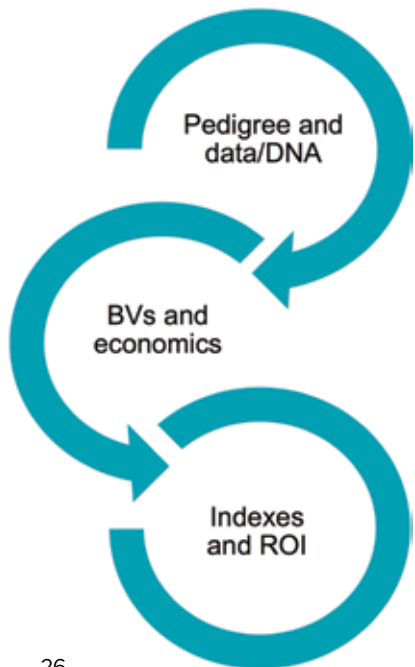 Pedigree and
data/DNA
BVs and
economics
Indexes
and ROI
26